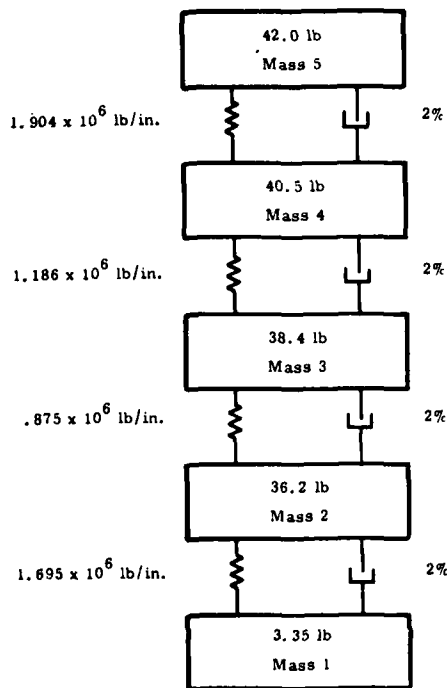 42.0 lb
Mass 5
1.904 x 10^6 lb/in.
2%
40.5 lb
Mass 4
1.186 x 10^6 lb/in.
2%
38.4 lb
Mass 3
.875 x 10^6 lb/in.
2%
36.2 lb
Mass 2
1.695 x 10^6 lb/in.
2%
3.35 lb
Mass 1